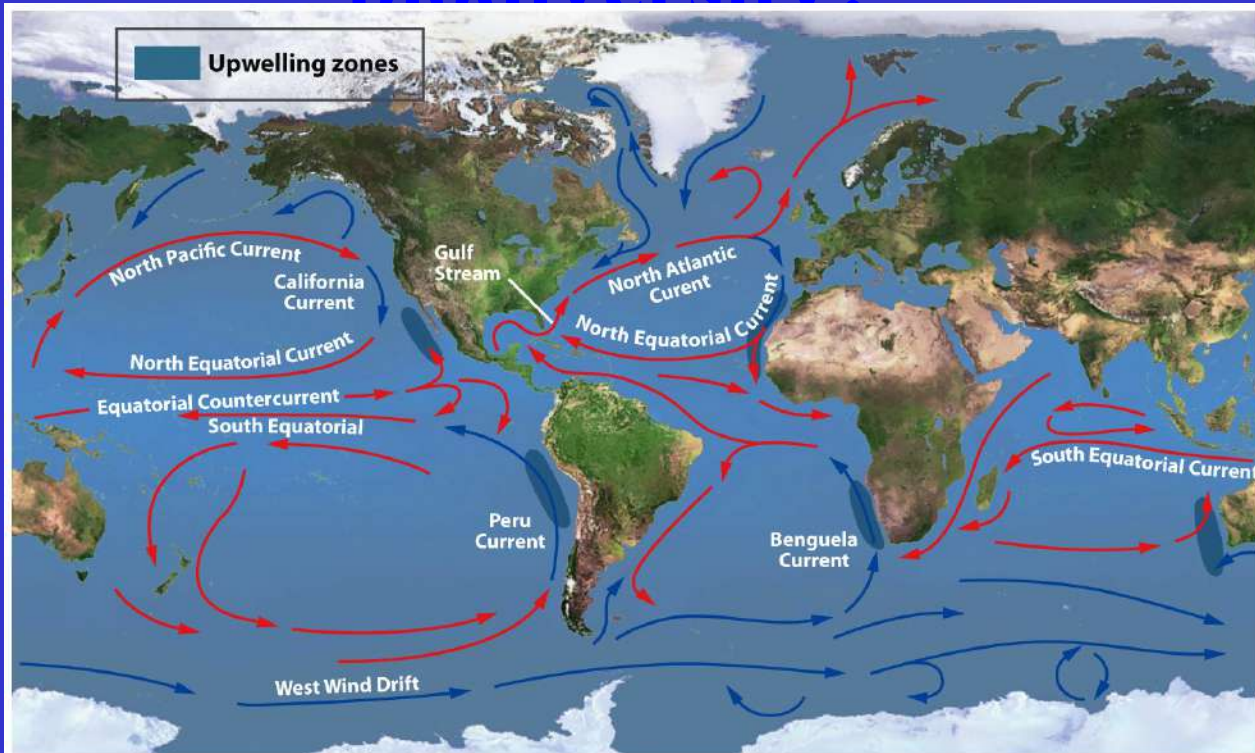 Upwelling zones
North Pacific Current
California
Current
Gulf
Stream
North Atlantic
Curent
North Equatorial Current
North Equatorial Current
Equatorial Countercurrent
South Equatorial
South Equatorial Current
Peru
Current
Benguela
Current
West Wind Drift